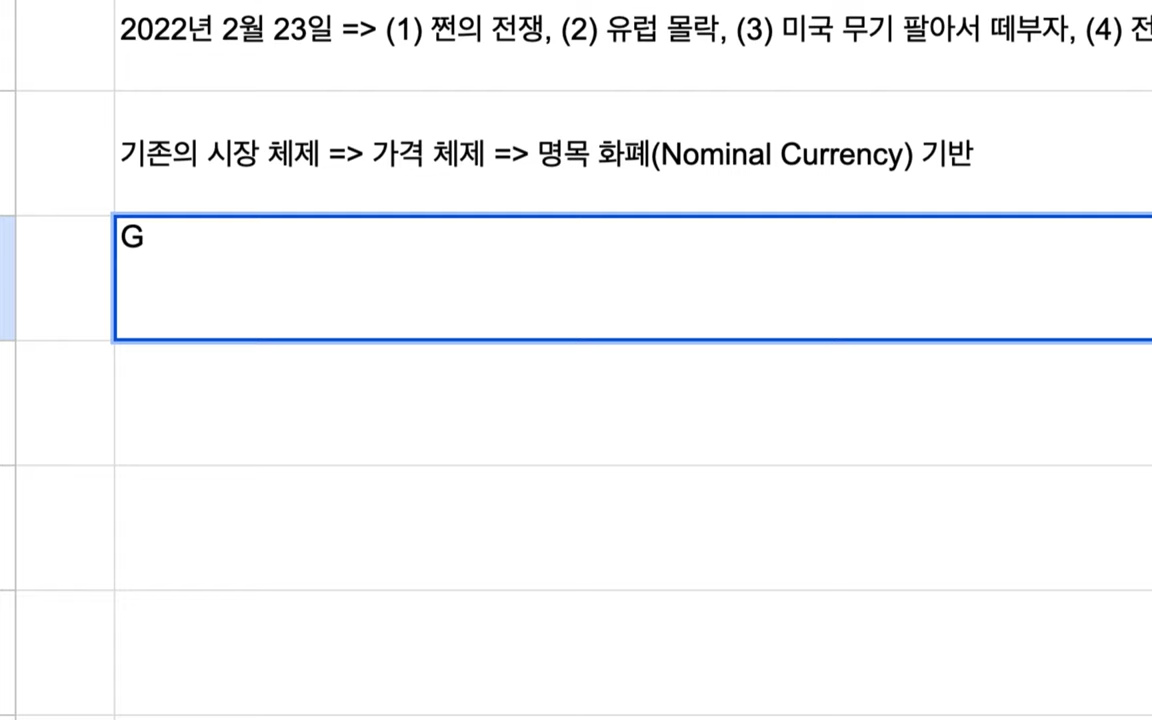 2022년 2월 23일 => (1) 쩐의 전쟁, (2) 유럽 몰락, (3) 미국 무기 팔아서 떼부자, (4) 전
기존의 시장 체제 => 가격 체제 => 명목 화폐(Nominal Currency) 기반
G